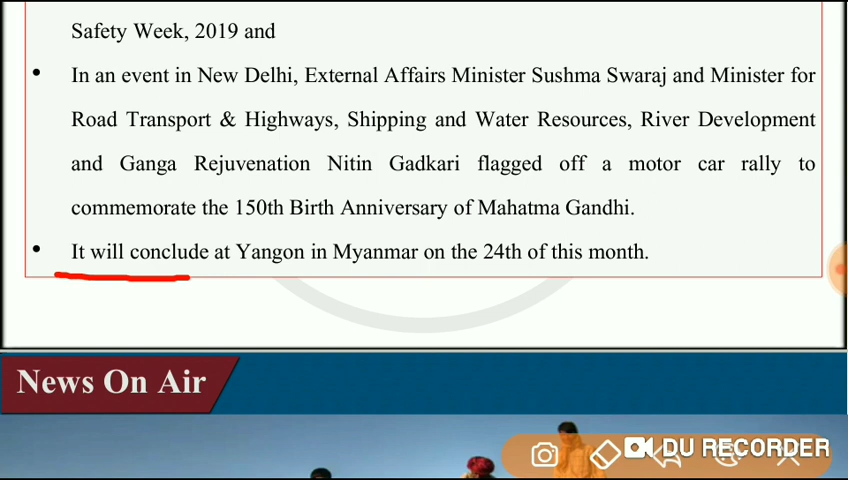 Safety Week, 2019 and
• In an event in New Delhi, External Affairs Minister Sushma Swaraj and Minister for
Road Transport & Highways, Shipping and Water Resources, River Development
and Ganga Rejuvenation Nitin Gadkari flagged off a motor car rally to
commemorate the 150th Birth Anniversary of Mahatma Gandhi.
• It will conclude at Yangon in Myanmar on the 24th of this month.
News On Air
DU RECORDER